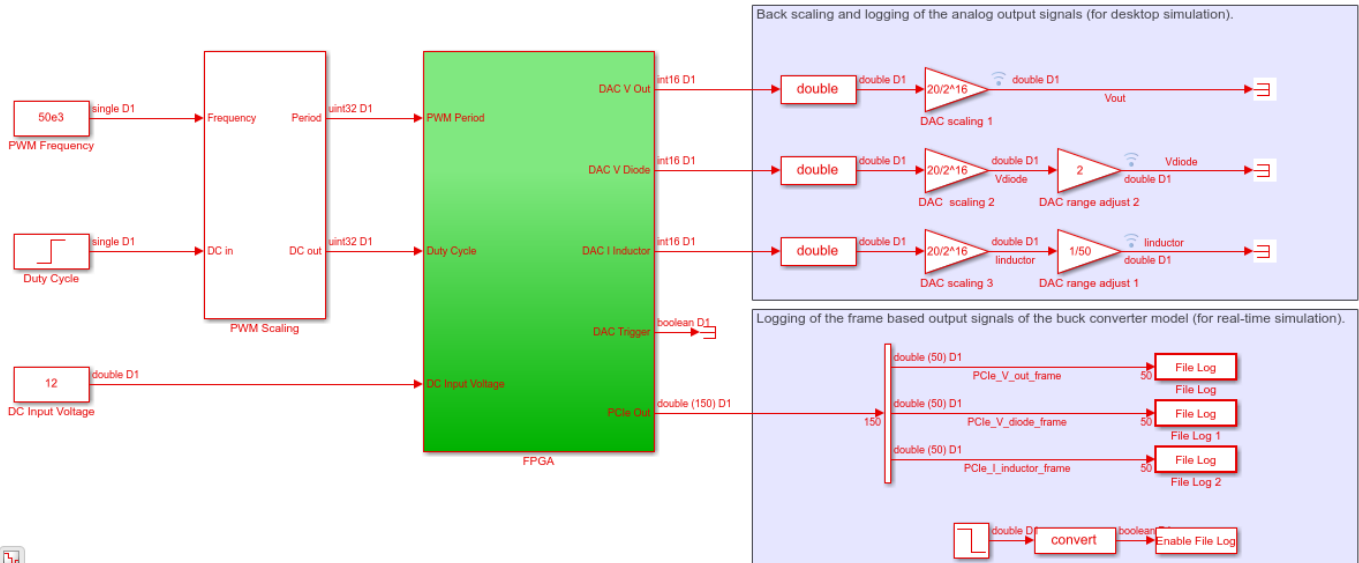 Back scaling and logging of the analog output signals (for desktop simulation).
50e3
PWM Frequency
single D1
Frequency
Period
uint32 D1
PWM Period
Duty Cycle
single D1
DC in
DC out
uint32 D1
Duty Cycle
PWM Scaling
12
DC Input Voltage
double D1
DC Input Voltage
DAC V Out
DAC V Diode
DAC I Inductor
DAC Trigger
PCIe Out
FPGA
int16 D1
double
double D1
20/2^16
DAC scaling 1
double D1
Vout
int16 D1
double
double D1
20/2^16
DAC  scaling 2
double D1
Vdiode
2
DAC range adjust 2
Vdiode
double D1
int16 D1
double
double D1
20/2^16
DAC scaling 3
double D1
Iinductor
1/50
DAC range adjust 1
Iinductor
double D1
boolean D1
double (150) D1
Logging of the frame based output signals of the buck converter model (for real-time simulation).
150
double (50) D1
PCIe_V_out_frame
50
File Log
File Log
double (50) D1
PCIe_V_diode_frame
50
File Log
File Log 1
double (50) D1
PCIe_I_inductor_frame
50
File Log
File Log 2
double D1
convert
boolean
Enable File Log